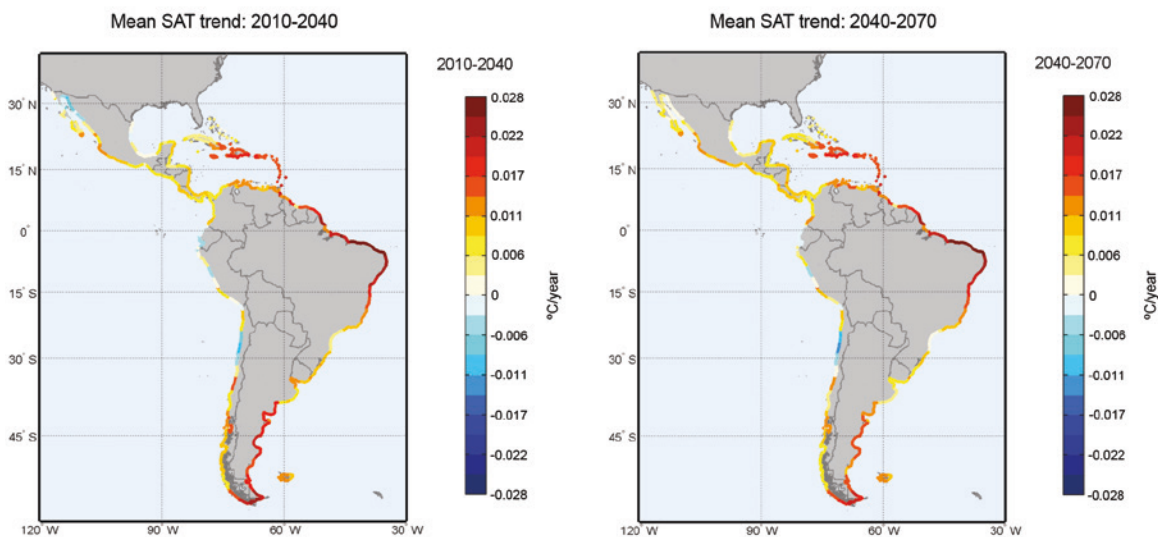 Mean SAT trend: 2010-2040
2010-2040
30° N
15° N
0°
15° S
30° S
45° S
120 W
90° W
60° W
30° W
0.028
0.022
0.017
0.011
0.006
0
-0.006
-0.011
-0.017
-0.022
-0.028
ºC/year
Mean SAT trend: 2040-2070
2040-2070
30° N
15° N
0°
15° S
30° S
45° S
120 W
90° W
60° W
30° W
0.028
0.022
0.017
0.011
0.006
0
-0.006
-0.011
-0.017
-0.022
-0.028
ºC/year